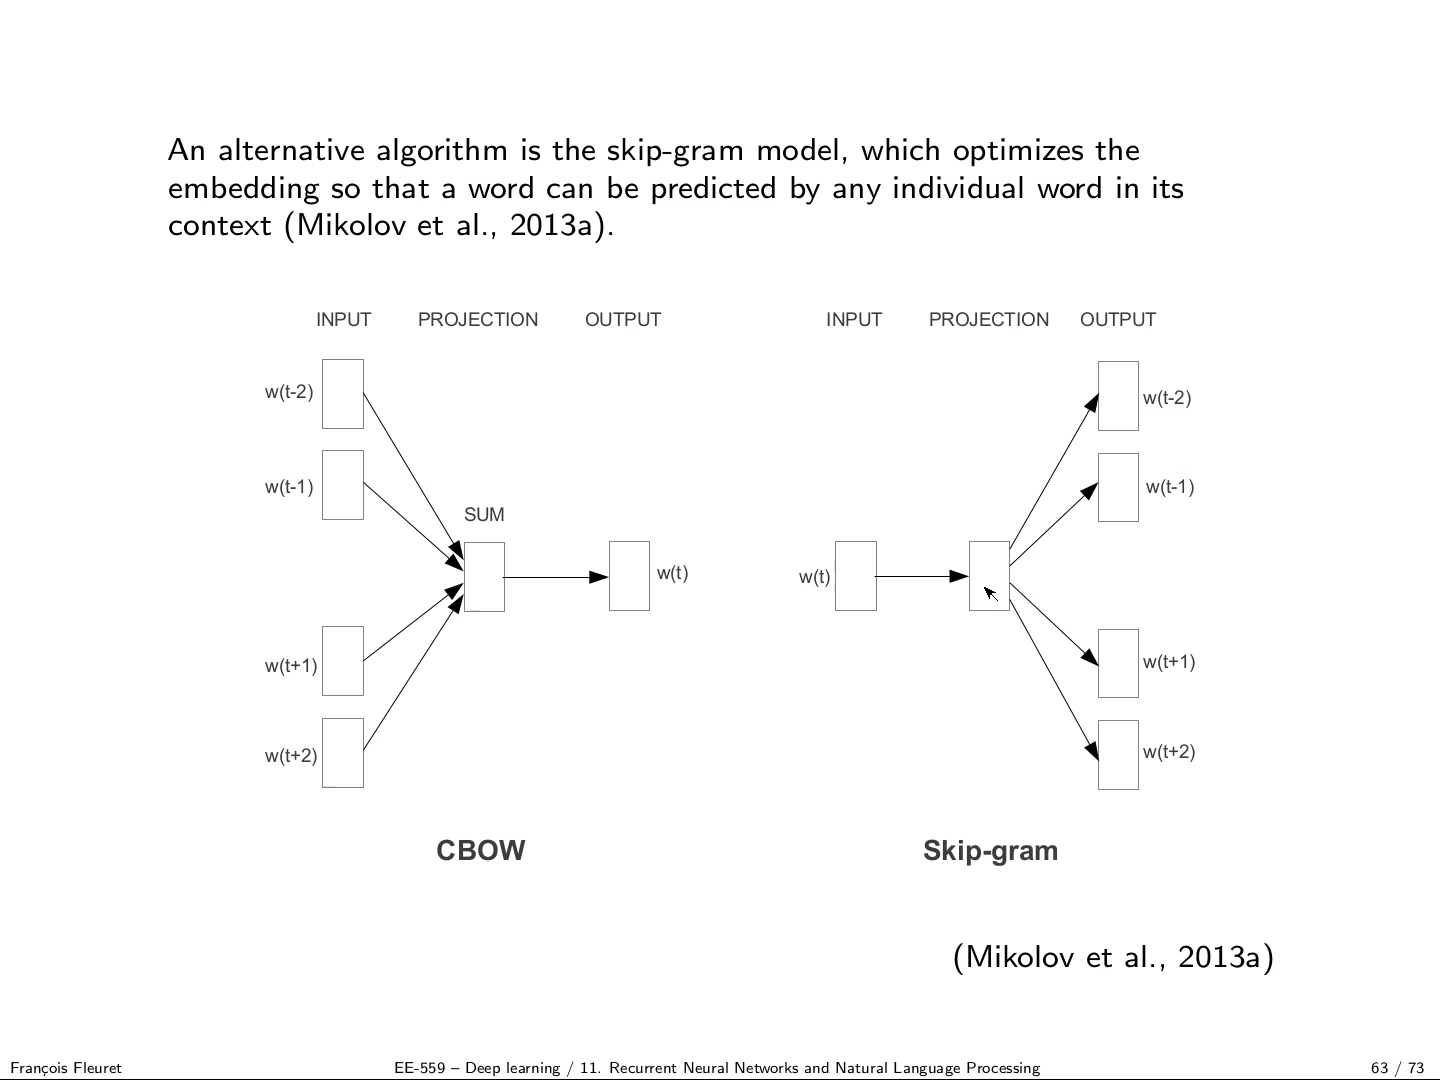 An alternative algorithm is the skip-gram model, which optimizes the
embedding so that a word can be predicted by any individual word in its
context (Mikolov et al., 2013a).
INPUT PROJECTION OUTPUT
w(t-2)
w(t-1)
SUM
w(t)
w(t+1)
w(t+2)
CBOW
INPUT PROJECTION OUTPUT
w(t-2)
w(t-1)
w(t)
w(t+1)
w(t+2)
Skip-gram
(Mikolov et al., 2013a)
François Fleuret EE-559 – Deep learning / 11. Recurrent Neural Networks and Natural Language Processing 63 / 73